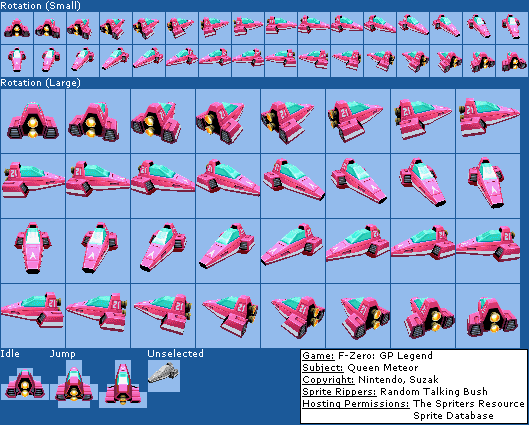 Rotation (Small)
Rotation (Large)
Idle
Jump
Unselected
Game: F-Zero: GP Legend
Subject: Queen Meteor
Copyright: Nintendo, Suzak
Sprite Rippers: Random Talking Bush
Hosting Permissions: The Spriters Resource
Sprite Database